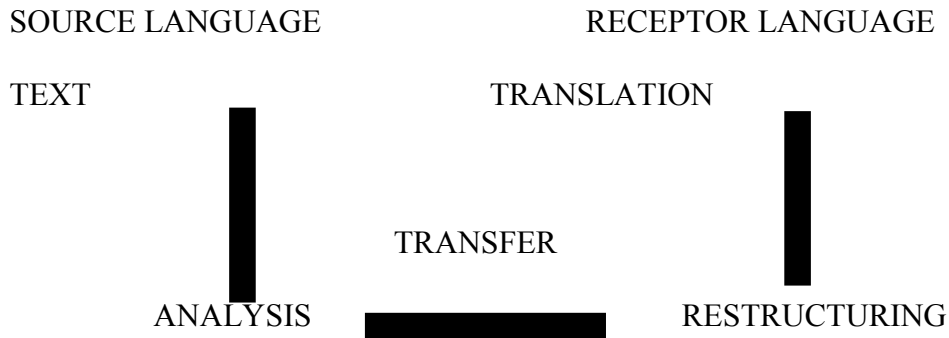 SOURCE LANGUAGE RECEPTOR LANGUAGE
TEXT TRANSLATION
TRANSFER
ANALYSIS RESTRUCTURING